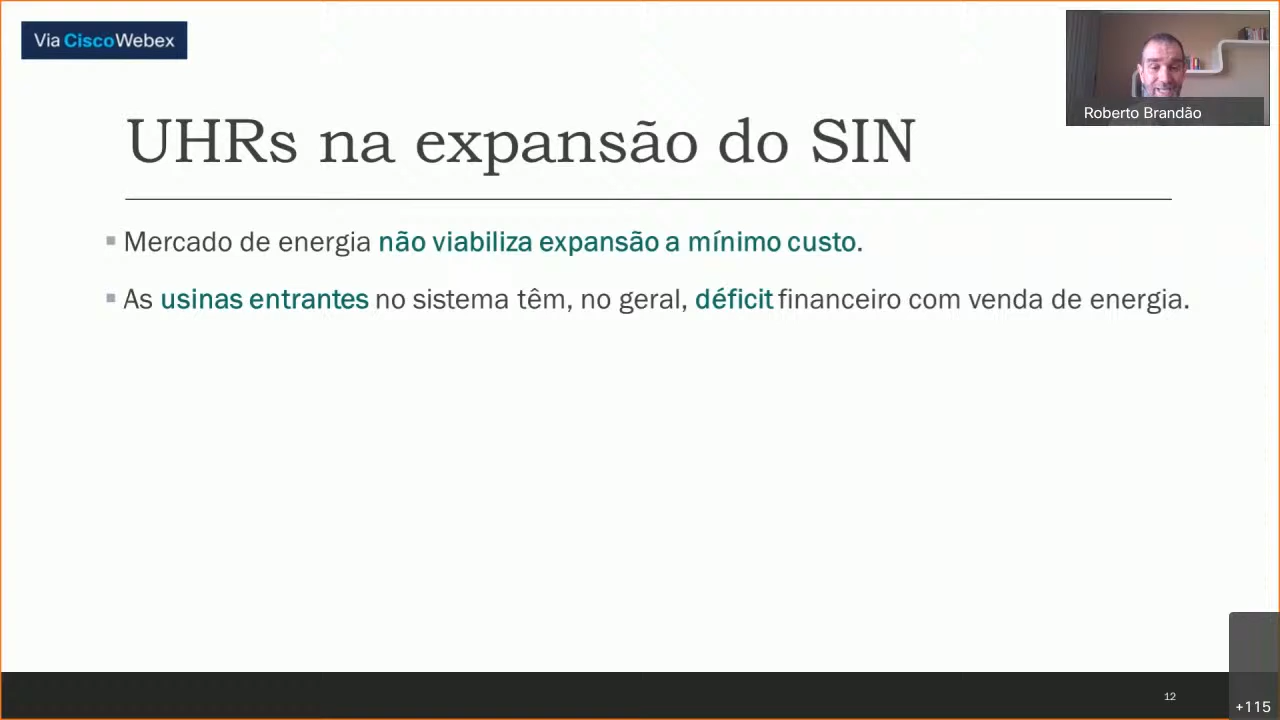 Via CiscoWebex
Roberto Brandão
UHRs na expansão do SIN
Mercado de energia não viabiliza expansão a mínimo custo.
As usinas entrantes no sistema têm, no geral, déficit financeiro com venda de energia.
12
+115